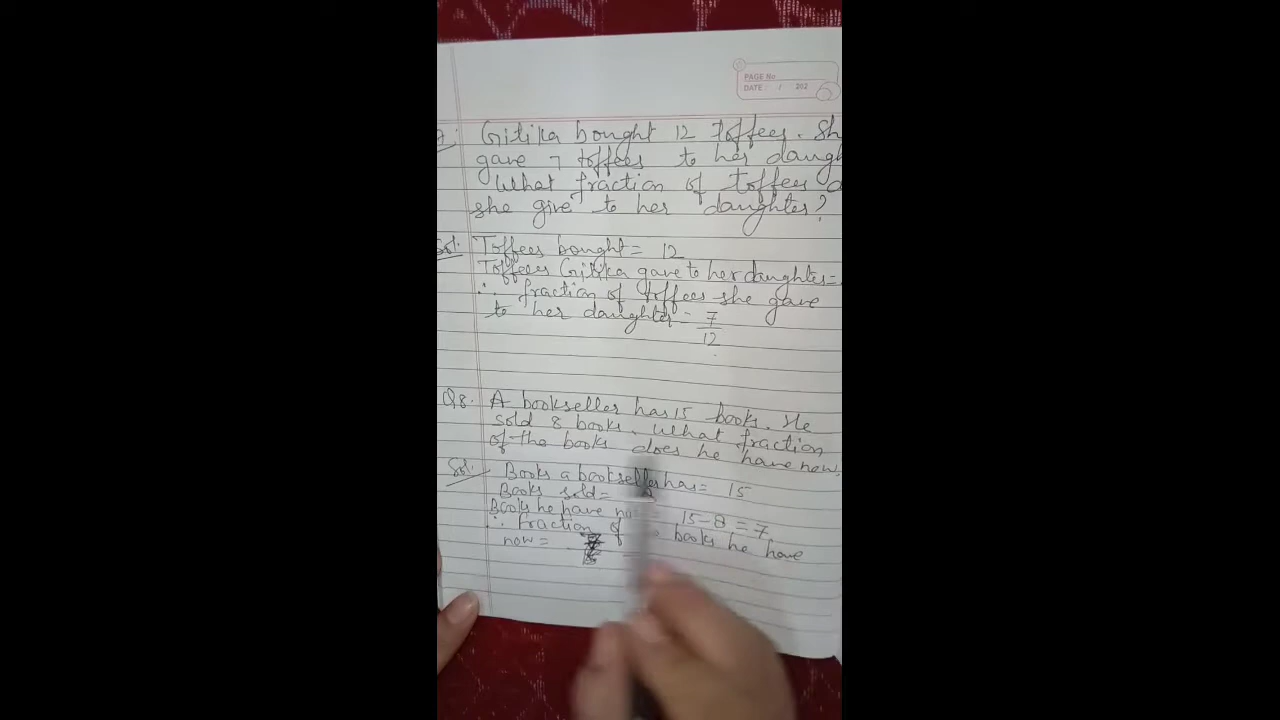 PAGE No
DATE / 202
7. Gitika bought 12 toffees. Sh
gave 7 toffees to her daugh
What fraction of toffees d
she give to her daughter?
Sol. Toffees bought = 12
Toffees Gitika gave to her daughter =
∴ fraction of toffees she gave
to her daughter = 7
12
Q8. A bookseller has 15 books. He
sold 8 books. What fraction
of the books does he have now.
Sol. Books a bookseller has = 15
Books sold =
Books he have = 15-8 = 7
∴ Fraction of books he have
now =